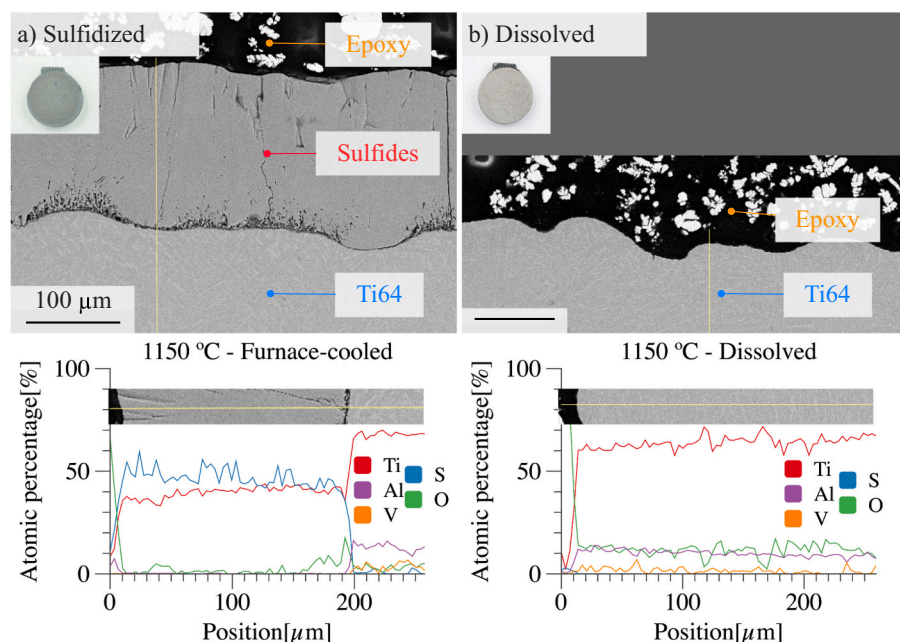 a) Sulfidized
Epoxy
Sulfides
Ti64
100 µm
b) Dissolved
Epoxy
Ti64
1150 ºC - Furnace-cooled
100
50
0
Atomic percentage[%]
Ti
Al
V
S
O
0
100
200
Position[µm]
1150 ºC - Dissolved
100
50
0
Atomic percentage[%]
Ti
Al
V
S
O
0
100
200
Position[µm]